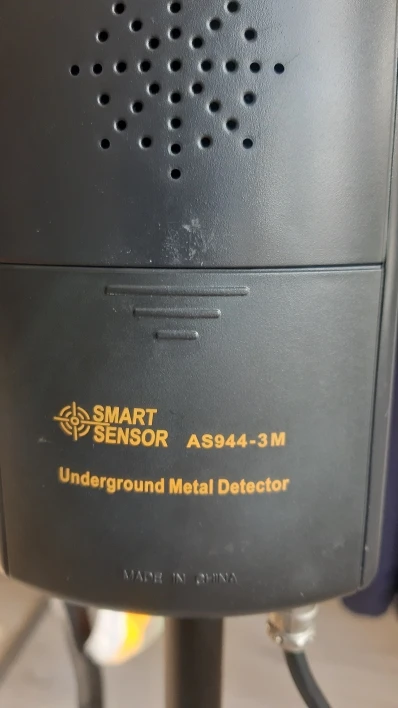 SMART
SENSOR AS944-3M
Underground Metal Detector
MADE IN CHINA